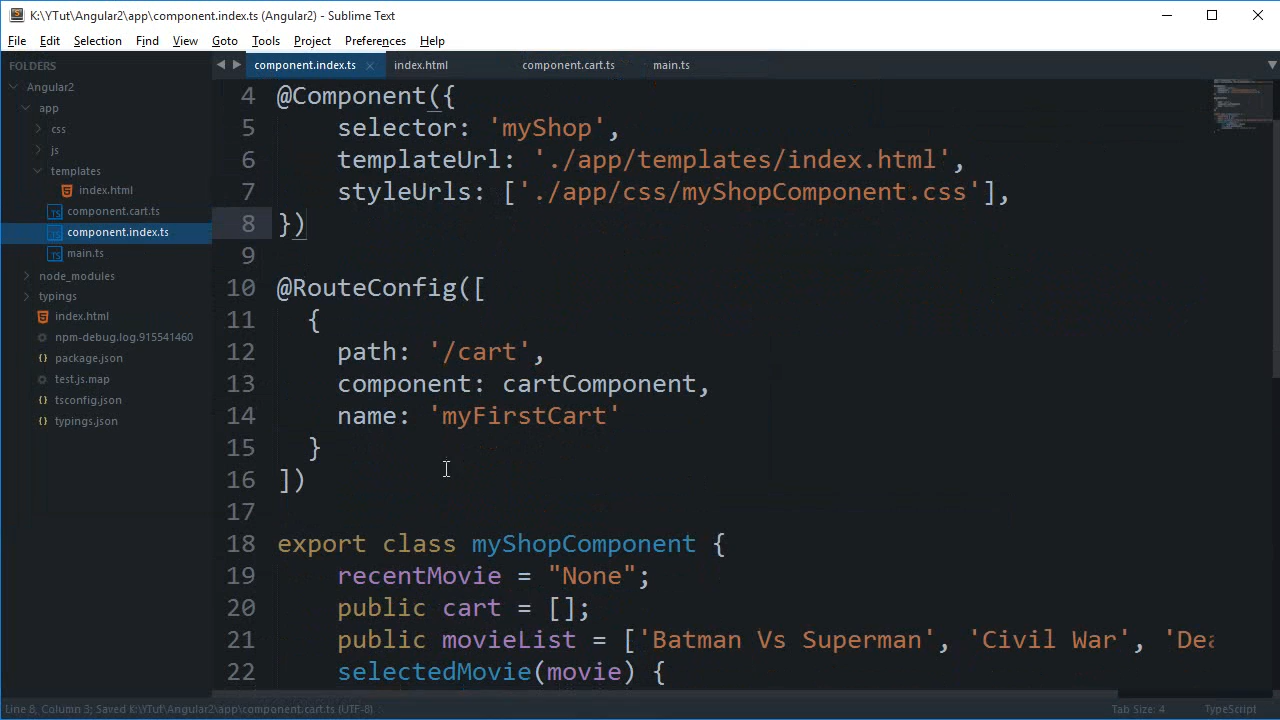 K:\YTut\Angular2\app\component.index.ts (Angular2) - Sublime Text
File Edit Selection Find View Goto Tools Project Preferences Help
FOLDERS
Angular2
app
css
js
templates
index.html
component.cart.ts
component.index.ts
main.ts
node_modules
typings
index.html
npm-debug.log.915541460
package.json
test.js.map
tsconfig.json
typings.json
component.index.ts index.html component.cart.ts main.ts
4 @Component({
5 selector: 'myShop',
6 templateUrl: './app/templates/index.html',
7 styleUrls: ['./app/css/myShopComponent.css'],
8 })
9
10 @RouteConfig([
11 {
12 path: '/cart',
13 component: cartComponent,
14 name: 'myFirstCart'
15 }
16 ])
17
18 export class myShopComponent {
19 recentMovie = "None";
20 public cart = [];
21 public movieList = ['Batman Vs Superman', 'Civil War', 'Dea
22 selectedMovie(movie) {
Line 8, Column 3; Saved K:\YTut\Angular2\app\component.cart.ts (UTF-8) Tab Size: 4 TypeScript